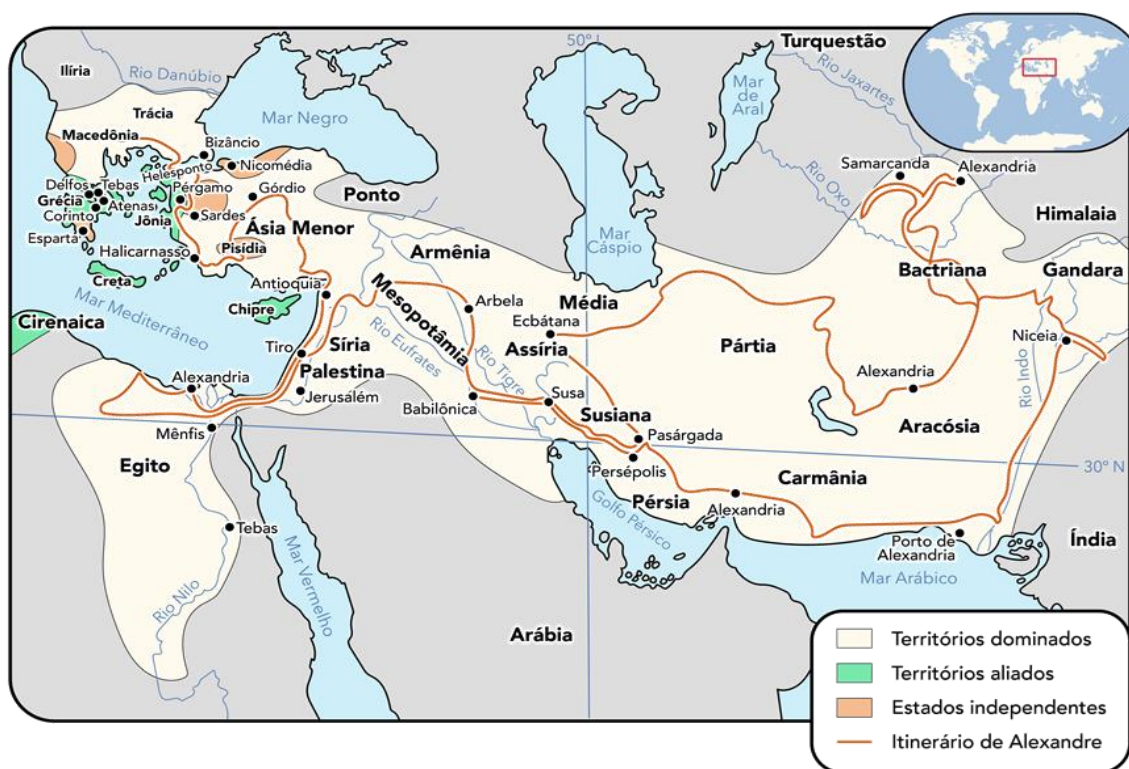 50º L
Turquestão
Ilíria
Rio Danúbio
Rio Jaxartes
Mar
de
Aral
Trácia
Mar Negro
Macedônia
Bizâncio
Helesponto
Nicomédia
Samarcanda
Alexandria
Rio Oxo
Délfos
Tebas
Pérgamo
Górdio
Grécia
Atenas
Ponto
Corinto
Jônia
Sardes
Ásia Menor
Himalaia
Esparta
Halicarnasso
Pisídia
Armênia
Mar
Cáspio
Bactriana
Gandara
Creta
Antioquia
Mar Mediterrâneo
Chipre
Mesopotâmia
Arbela
Média
Cirenaica
Ecbátana
Niceia
Tiro
Síria
Rio Eufrates
Assíria
Pártia
Rio Tigre
Rio Indo
Alexandria
Palestina
Alexandria
Jerusálém
Babilônica
Susa
Susiana
Aracósia
Mênfis
Pasárgada
Egito
Persépolis
Carmânia
30º N
Golfo Pérsico
Pérsia
Alexandria
Tebas
Mar Vermelho
Porto de
Alexandria
Índia
Mar Arábico
Rio Nilo
Arábia
Territórios dominados
Territórios aliados
Estados independentes
Itinerário de Alexandre